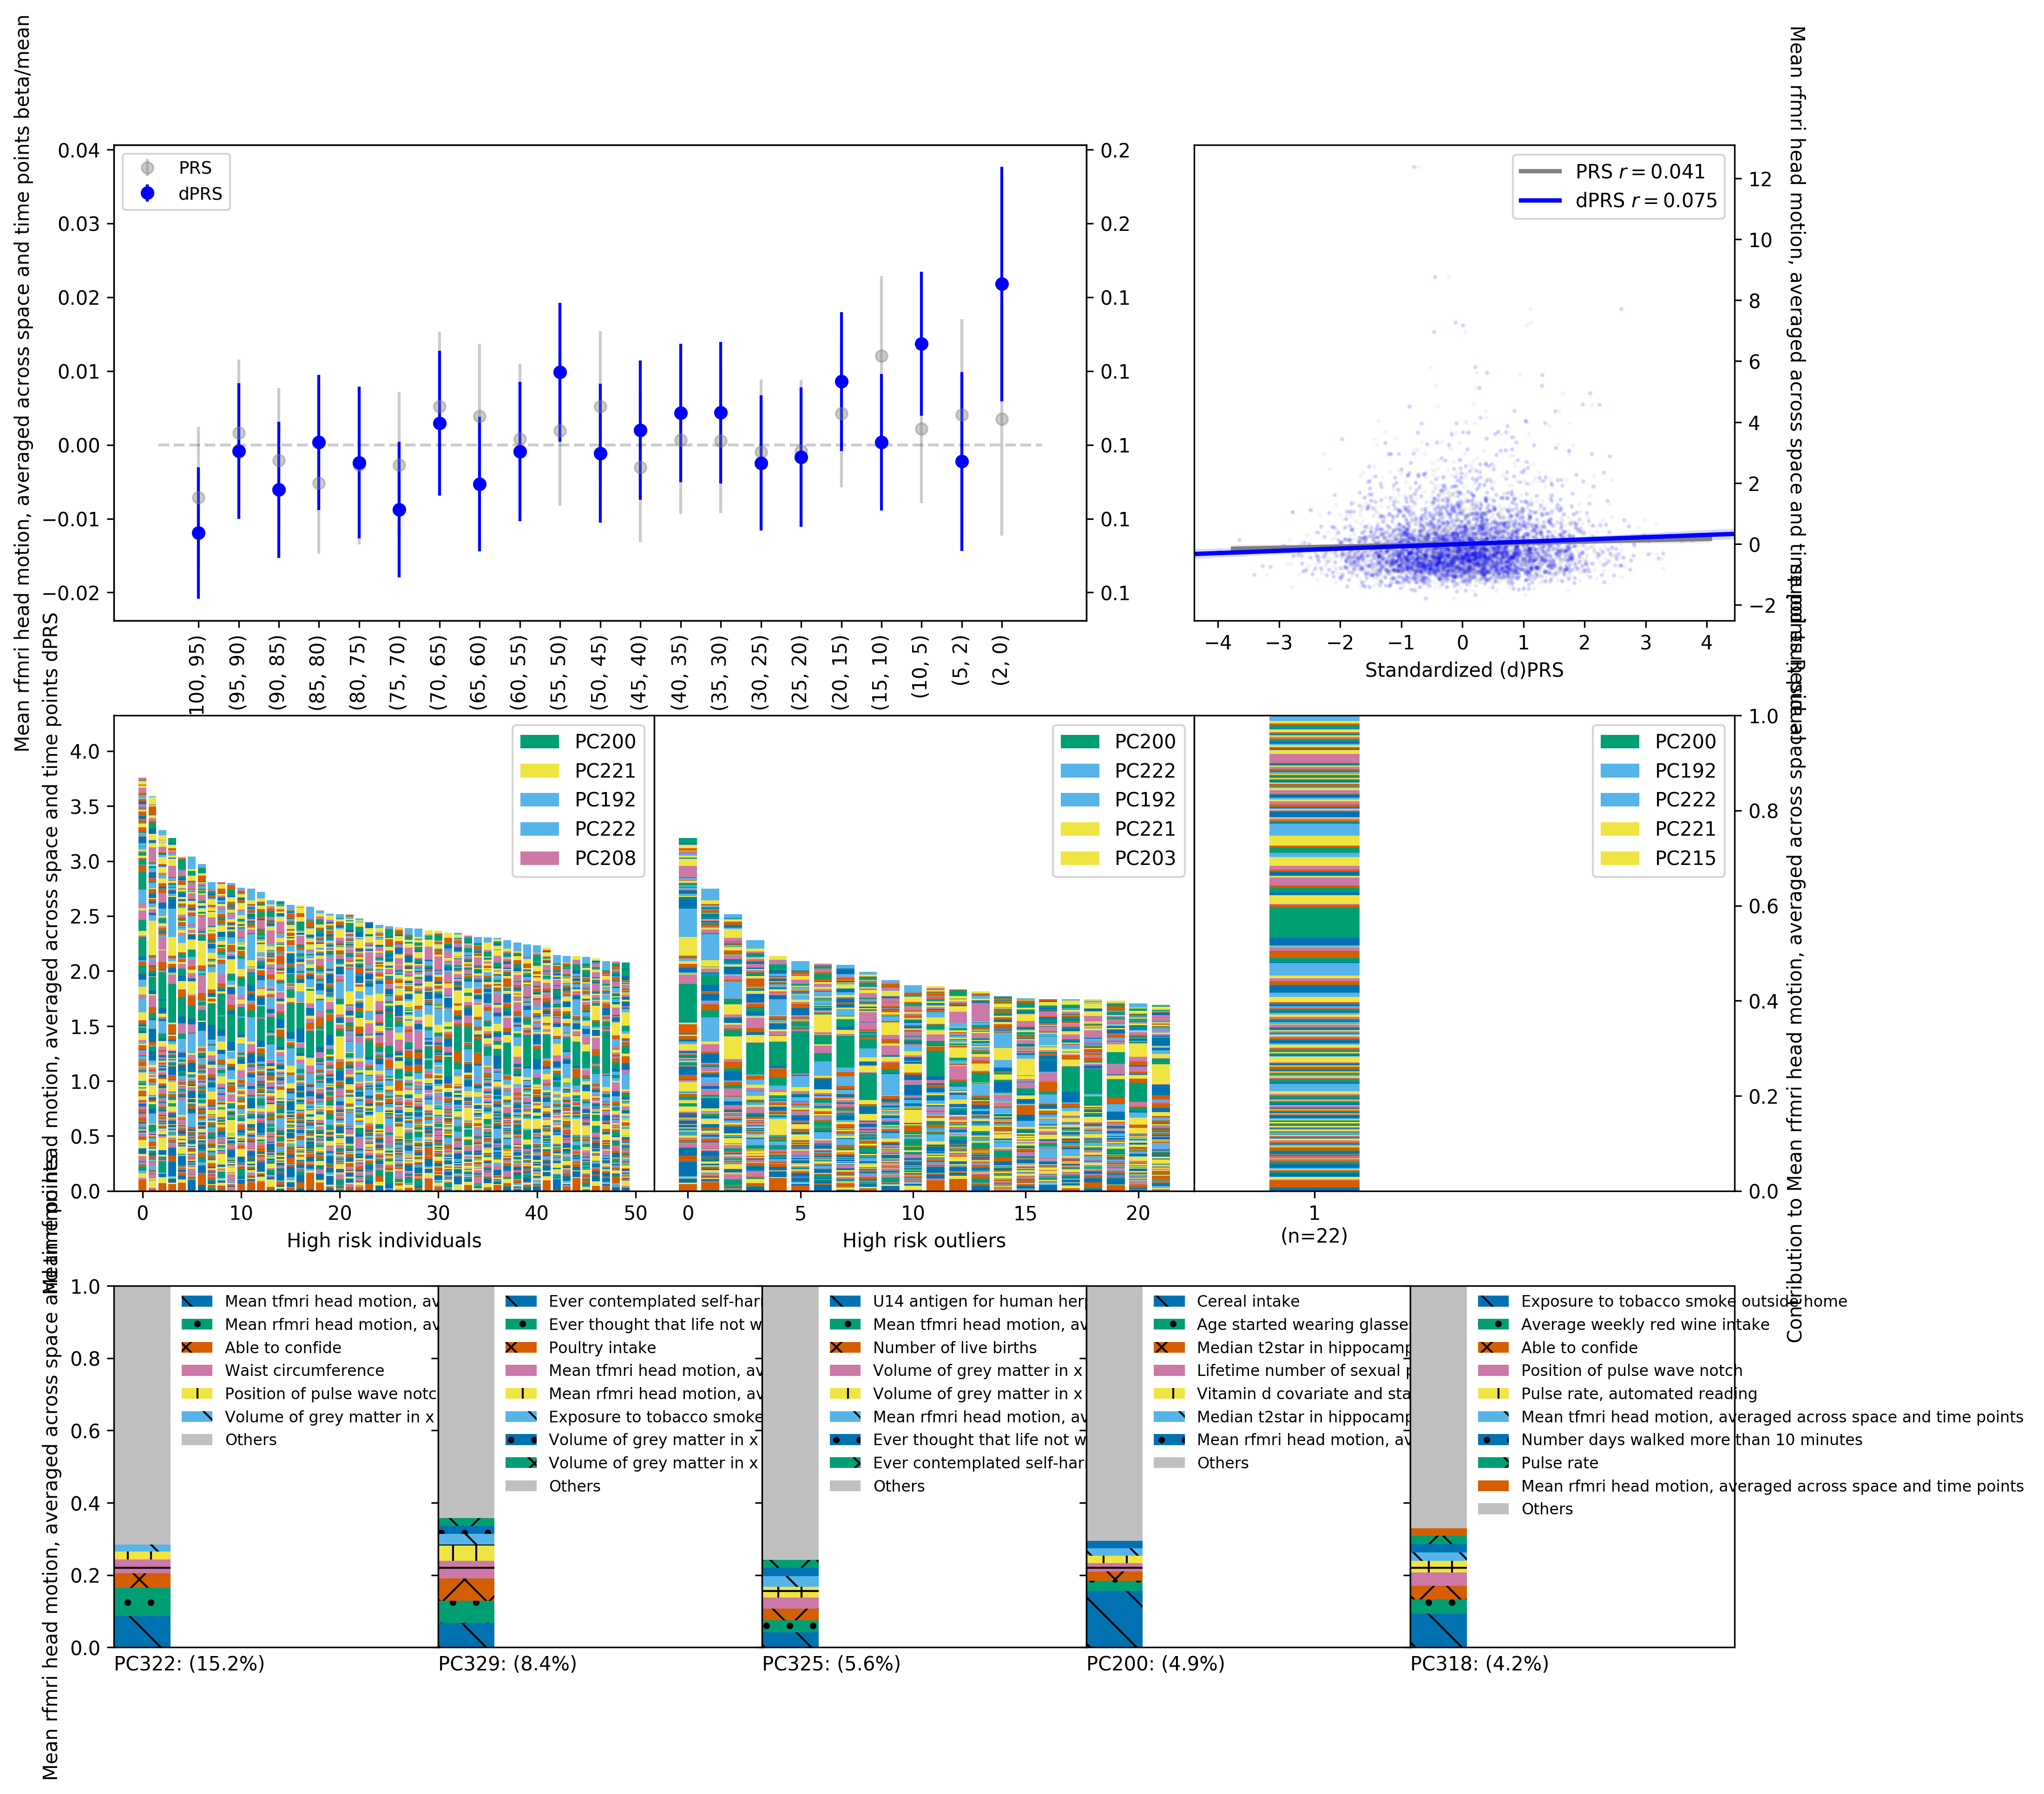 Mean rfmri head motion, averaged across space and time points beta/mean
0.04
0.03
0.02
0.01
0.00
−0.01
−0.02
PRS
dPRS
0.2
0.2
0.1
0.1
0.1
0.1
0.1
100, 95)
(95, 90)
(90, 85)
(85, 80)
(80, 75)
(75, 70)
(70, 65)
(65, 60)
(60, 55)
(55, 50)
(50, 45)
(45, 40)
(40, 35)
(35, 30)
(30, 25)
(25, 20)
(20, 15)
(15, 10)
(10, 5)
(5, 2)
(2, 0)
PRS r = 0.041
dPRS r = 0.075
12
10
8
6
4
2
0
−2
−4
−3
−2
−1
0
1
2
3
4
Standardized (d)PRS
Mean rfmri head motion, averaged across space and time points
Mean rfmri head motion, averaged across space and time points dPRS
4.0
3.5
3.0
2.5
2.0
1.5
1.0
0.5
0.0
PC200
PC221
PC192
PC222
PC208
0
10
20
30
40
50
High risk individuals
PC200
PC222
PC192
PC221
PC203
0
5
10
15
20
High risk outliers
PC200
PC192
PC222
PC221
PC215
1
(n=22)
1.0
0.8
0.6
0.4
0.2
0.0
Contribution to Mean rfmri head motion, averaged across space and
Mean rfmri head motion, averaged across space and time points
1.0
0.8
0.6
0.4
0.2
0.0
Mean tfmri head motion, av
Mean rfmri head motion, av
Able to confide
Waist circumference
Position of pulse wave notc
Volume of grey matter in x
Others
PC322: (15.2%)
Ever contemplated self-har
Ever thought that life not w
Poultry intake
Mean tfmri head motion, av
Mean rfmri head motion, av
Exposure to tobacco smoke
Volume of grey matter in x
Volume of grey matter in x
Others
PC329: (8.4%)
U14 antigen for human her
Mean tfmri head motion, av
Number of live births
Volume of grey matter in x
Volume of grey matter in x
Mean rfmri head motion, av
Ever thought that life not w
Ever contemplated self-har
Others
PC325: (5.6%)
Cereal intake
Age started wearing glasse
Median t2star in hippocamp
Lifetime number of sexual p
Vitamin d covariate and sta
Median t2star in hippocamp
Mean rfmri head motion, av
Others
PC200: (4.9%)
Exposure to tobacco smoke outside home
Average weekly red wine intake
Able to confide
Position of pulse wave notch
Pulse rate, automated reading
Mean tfmri head motion, averaged across space and time points
Number days walked more than 10 minutes
Pulse rate
Mean rfmri head motion, averaged across space and time points
Others
PC318: (4.2%)